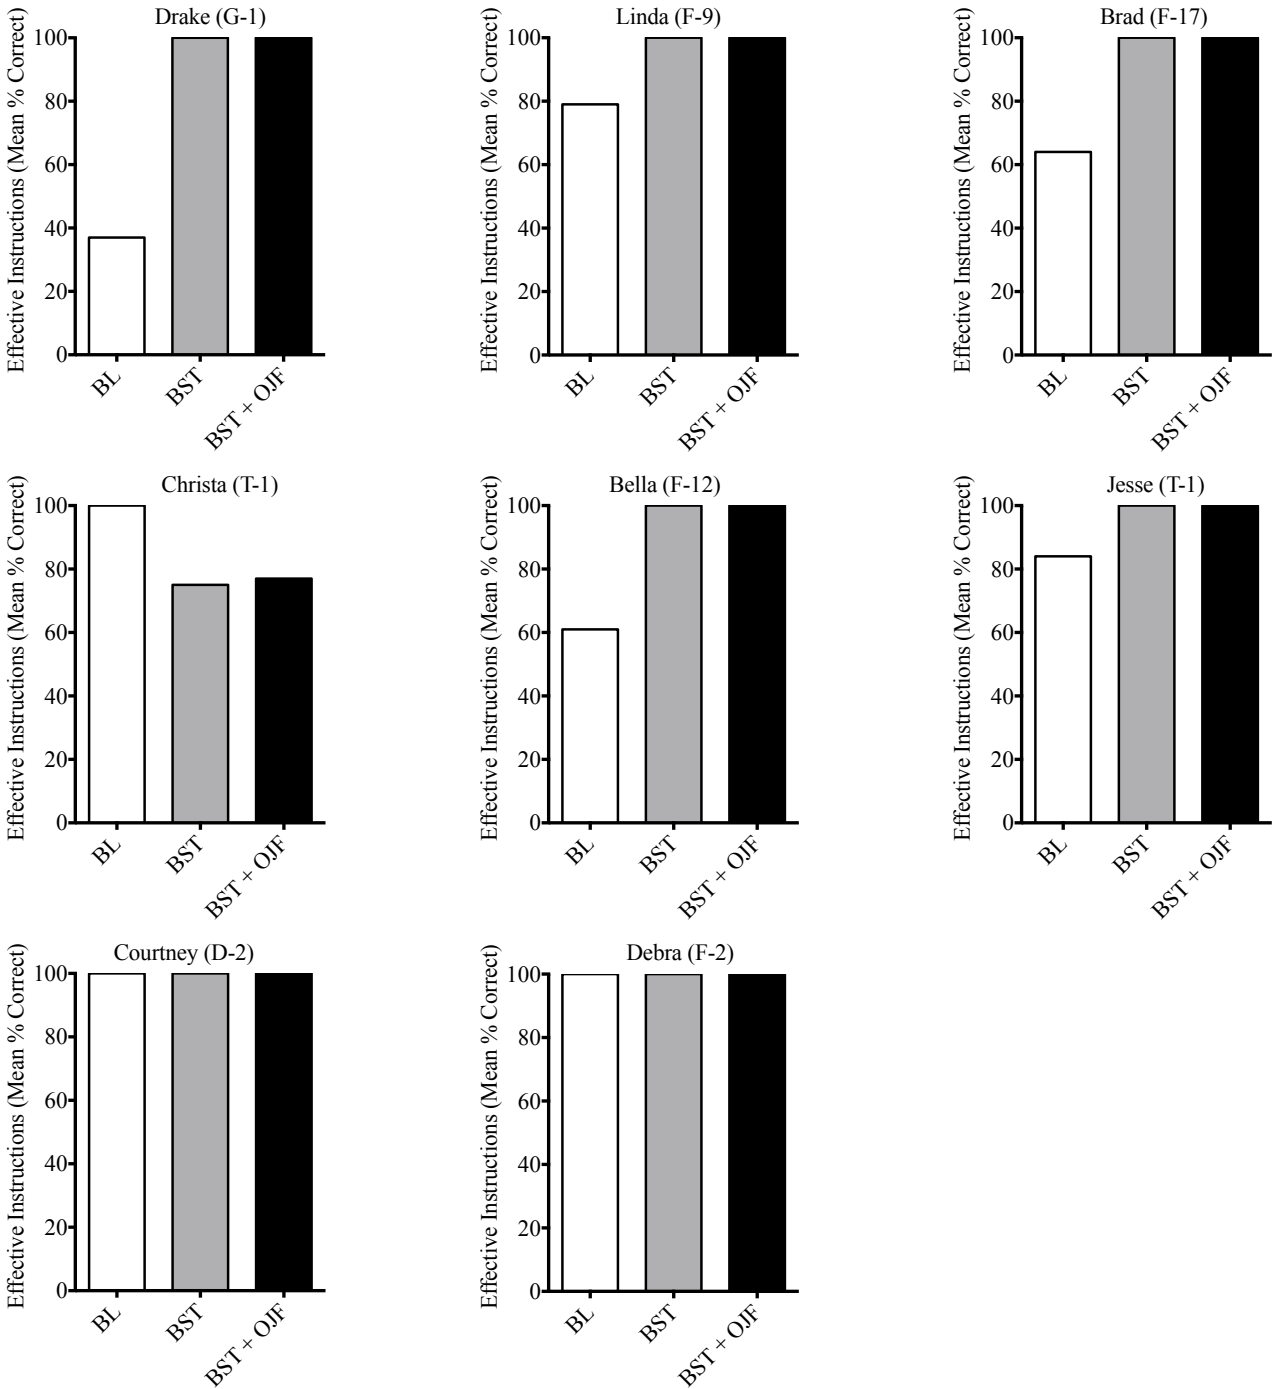 Drake (G-1)
Effective Instructions (Mean % Correct)
100
80
60
40
20
0
BL
BST
BST + OJF
Linda (F-9)
Effective Instructions (Mean % Correct)
100
80
60
40
20
0
BL
BST
BST + OJF
Brad (F-17)
Effective Instructions (Mean % Correct)
100
80
60
40
20
0
BL
BST
BST + OJF
Christa (T-1)
Effective Instructions (Mean % Correct)
100
80
60
40
20
0
BL
BST
BST + OJF
Bella (F-12)
Effective Instructions (Mean % Correct)
100
80
60
40
20
0
BL
BST
BST + OJF
Jesse (T-1)
Effective Instructions (Mean % Correct)
100
80
60
40
20
0
BL
BST
BST + OJF
Courtney (D-2)
Effective Instructions (Mean % Correct)
100
80
60
40
20
0
BL
BST
BST + OJF
Debra (F-2)
Effective Instructions (Mean % Correct)
100
80
60
40
20
0
BL
BST
BST + OJF